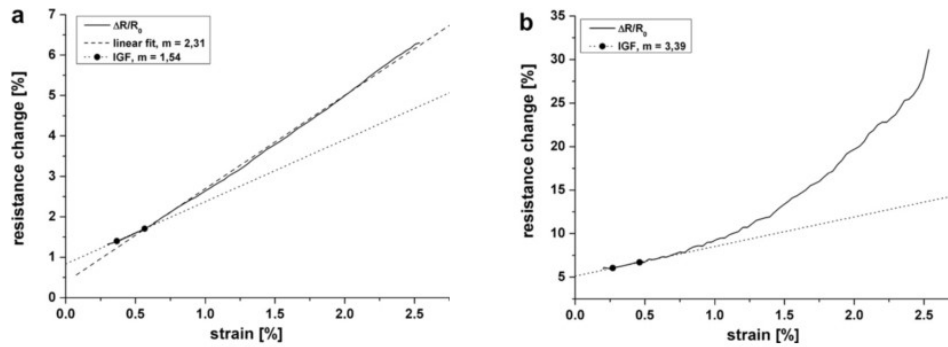 a
ΔR/R₀
linear fit, m = 2,31
IGF, m = 1,54
resistance change [%]
7
6
5
4
3
2
1
0
0.0 0.5 1.0 1.5 2.0 2.5
strain [%]
b
ΔR/R₀
IGF, m = 3,39
resistance change [%]
35
30
25
20
15
10
5
0.0 0.5 1.0 1.5 2.0 2.5
strain [%]